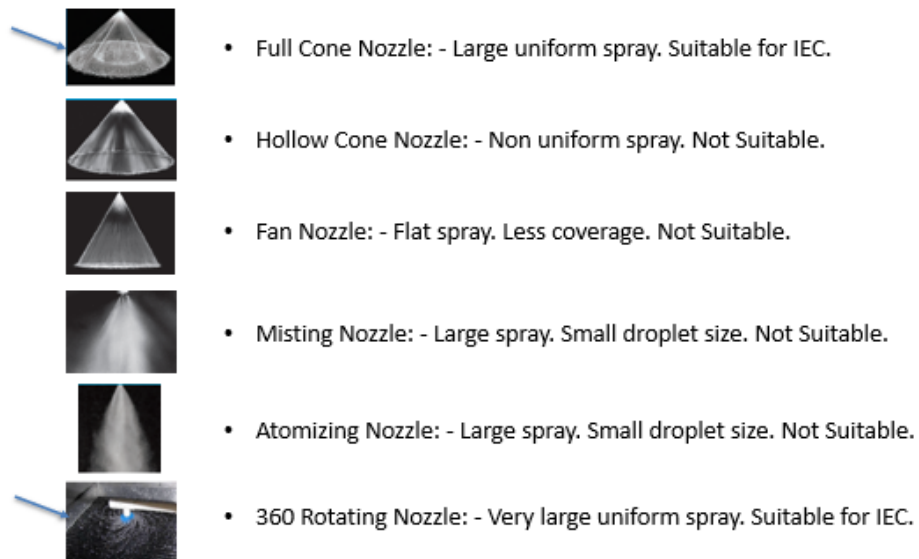 • Full Cone Nozzle: - Large uniform spray. Suitable for IEC.
• Hollow Cone Nozzle: - Non uniform spray. Not Suitable.
• Fan Nozzle: - Flat spray. Less coverage. Not Suitable.
• Misting Nozzle: - Large spray. Small droplet size. Not Suitable.
• Atomizing Nozzle: - Large spray. Small droplet size. Not Suitable.
• 360 Rotating Nozzle: - Very large uniform spray. Suitable for IEC.